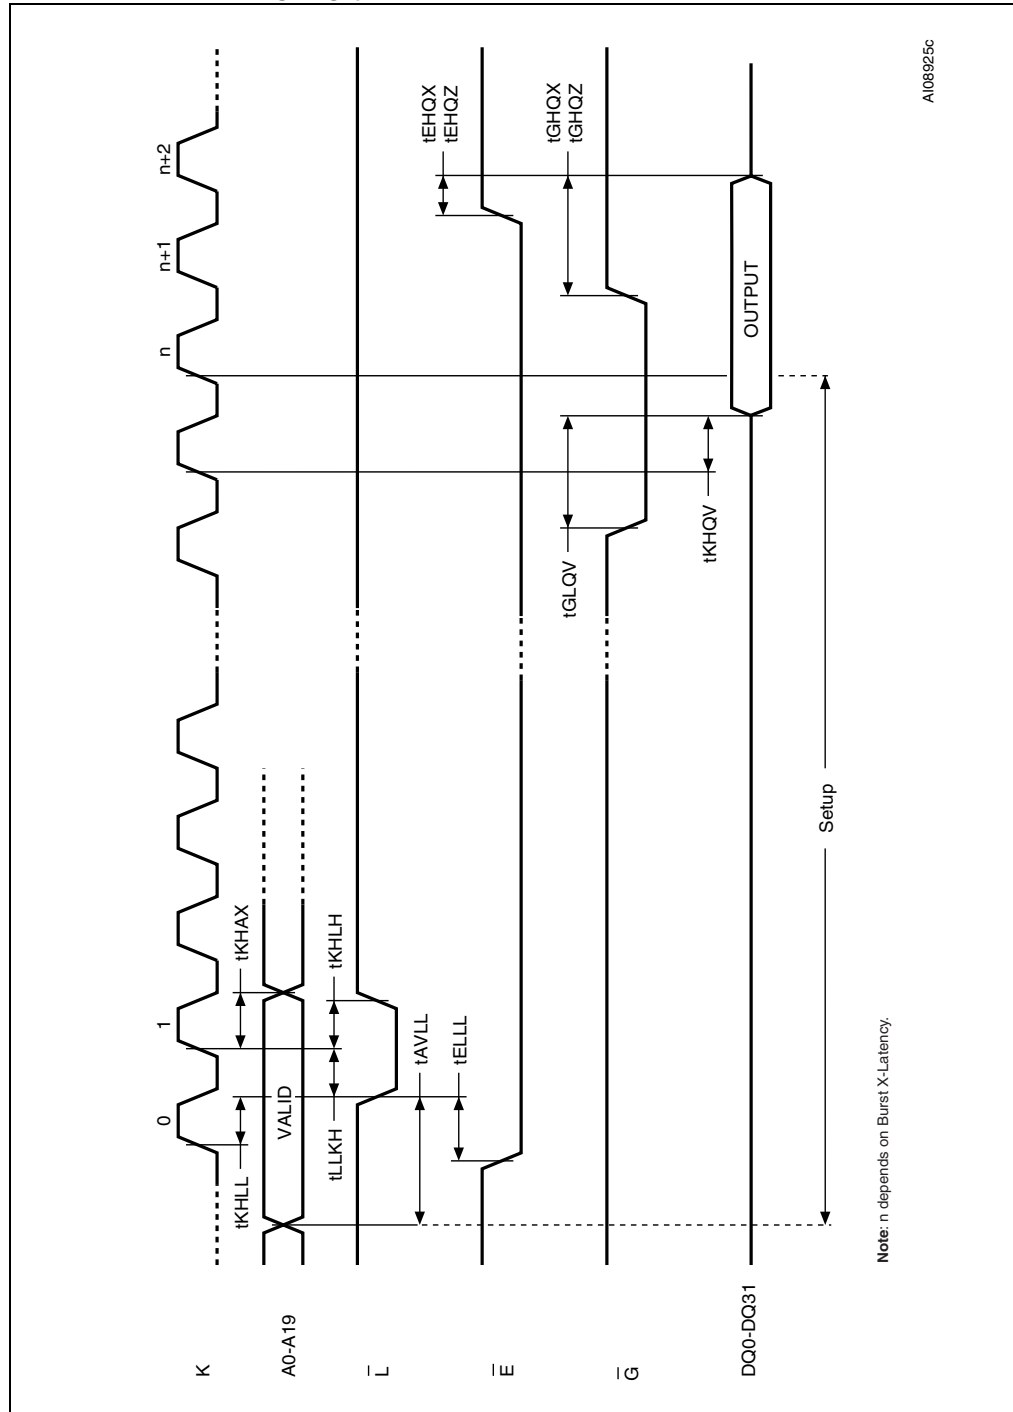 K
0
1
n
n+1
n+2
tKHLL
tKHAX
A0-A19
VALID
L
tLLKH
tKHLH
tAVLL
E
tELLL
tEHQX
tEHQZ
G
tGLQV
tGHQX
tGHQZ
tKHQV
DQ0-DQ31
OUTPUT
Setup
Note: n depends on Burst X-Latency.
AI08925c